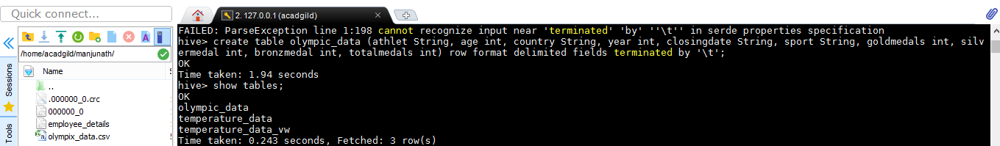 Quick connect...
2. 127.0.0.1 (acadgild)
/home/acadgild/manjunath/
Name
..
.000000_0.crc
000000_0
employee_details
olympix_data.csv
Sessions
Tools
FAILED: ParseException line 1:198 cannot recognize input near 'terminated' 'by' ''\t'' in serde properties specification
hive> create table olympic_data (athlet String, age int, country String, year int, closingdate String, sport String, goldmedals int, silv
ermedal int, bronzmedal int, totalmedals int) row format delimited fields terminated by '\t';
OK
Time taken: 1.94 seconds
hive> show tables;
OK
olympic_data
temperature_data
temperature_data_vw
Time taken: 0.243 seconds, Fetched: 3 row(s)